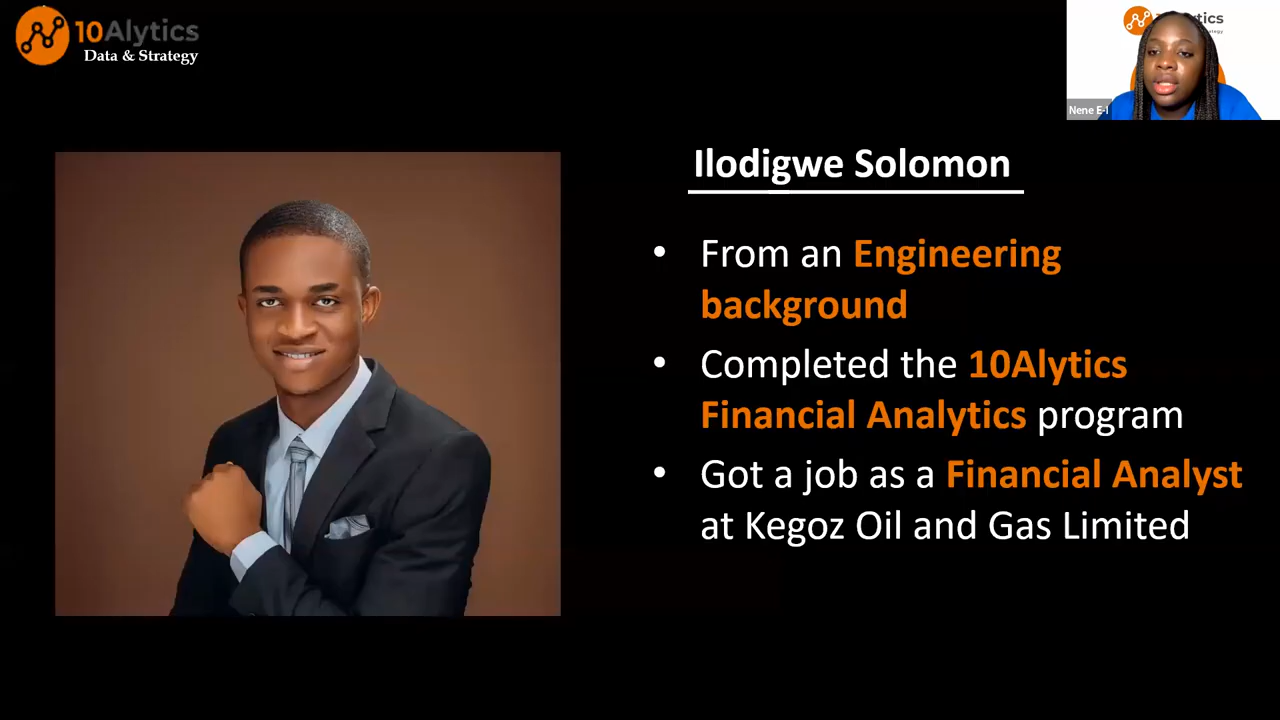 10Alytics
Data & Strategy
Nene E-I
Ilodigwe Solomon
• From an Engineering
background
• Completed the 10Alytics
Financial Analytics program
• Got a job as a Financial Analyst
at Kegoz Oil and Gas Limited